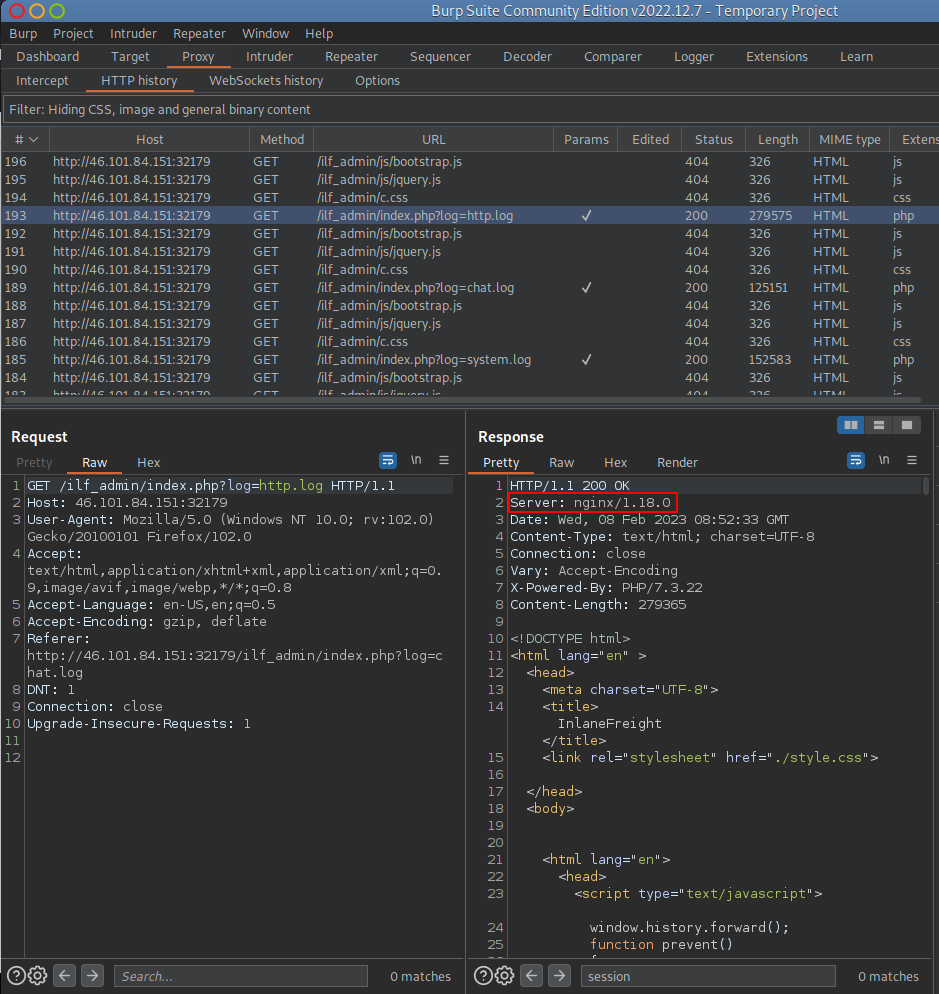 Burp Suite Community Edition v2022.12.7 - Temporary Project
Burp Project Intruder Repeater Window Help
Dashboard Target Proxy Intruder Repeater Sequencer Decoder Comparer Logger Extensions Learn
Intercept HTTP history WebSockets history Options
Filter: Hiding CSS, image and general binary content
# Host Method URL Params Edited Status Length MIME type Extens
196 http://46.101.84.151:32179 GET /ilf_admin/js/bootstrap.js 404 326 HTML js
195 http://46.101.84.151:32179 GET /ilf_admin/js/jquery.js 404 326 HTML js
194 http://46.101.84.151:32179 GET /ilf_admin/c.css 404 326 HTML css
193 http://46.101.84.151:32179 GET /ilf_admin/index.php?log=http.log ✓ 200 279575 HTML php
192 http://46.101.84.151:32179 GET /ilf_admin/js/bootstrap.js 404 326 HTML js
191 http://46.101.84.151:32179 GET /ilf_admin/js/jquery.js 404 326 HTML js
190 http://46.101.84.151:32179 GET /ilf_admin/c.css 404 326 HTML css
189 http://46.101.84.151:32179 GET /ilf_admin/index.php?log=chat.log ✓ 200 125151 HTML php
188 http://46.101.84.151:32179 GET /ilf_admin/js/bootstrap.js 404 326 HTML js
187 http://46.101.84.151:32179 GET /ilf_admin/js/jquery.js 404 326 HTML js
186 http://46.101.84.151:32179 GET /ilf_admin/c.css 404 326 HTML css
185 http://46.101.84.151:32179 GET /ilf_admin/index.php?log=system.log ✓ 200 152583 HTML php
184 http://46.101.84.151:32179 GET /ilf_admin/js/bootstrap.js 404 326 HTML js
183 http://46.101.84.151:32179 GET /ilf_admin/js/jquery.js 404 326 HTML js
Request
Pretty Raw Hex \n
1 GET /ilf_admin/index.php?log=http.log HTTP/1.1
2 Host: 46.101.84.151:32179
3 User-Agent: Mozilla/5.0 (Windows NT 10.0; rv:102.0)
Gecko/20100101 Firefox/102.0
4 Accept:
text/html,application/xhtml+xml,application/xml;q=0.
9,image/avif,image/webp,*/*;q=0.8
5 Accept-Language: en-US,en;q=0.5
6 Accept-Encoding: gzip, deflate
7 Referer:
http://46.101.84.151:32179/ilf_admin/index.php?log=c
hat.log
8 DNT: 1
9 Connection: close
10 Upgrade-Insecure-Requests: 1
11
12
Search...
0 matches
Response
Pretty Raw Hex Render \n
1 HTTP/1.1 200 OK
2 Server: nginx/1.18.0
3 Date: Wed, 08 Feb 2023 08:52:33 GMT
4 Content-Type: text/html; charset=UTF-8
5 Connection: close
6 Vary: Accept-Encoding
7 X-Powered-By: PHP/7.3.22
8 Content-Length: 279365
9
10 <!DOCTYPE html>
11 <html lang="en" >
12 <head>
13 <meta charset="UTF-8">
14 <title>
InlaneFreight
</title>
15 <link rel="stylesheet" href="./style.css">
16
17 </head>
18 <body>
19
20
21 <html lang="en">
22 <head>
23 <script type="text/javascript">
24 window.history.forward();
25 function prevent()
session
0 matches